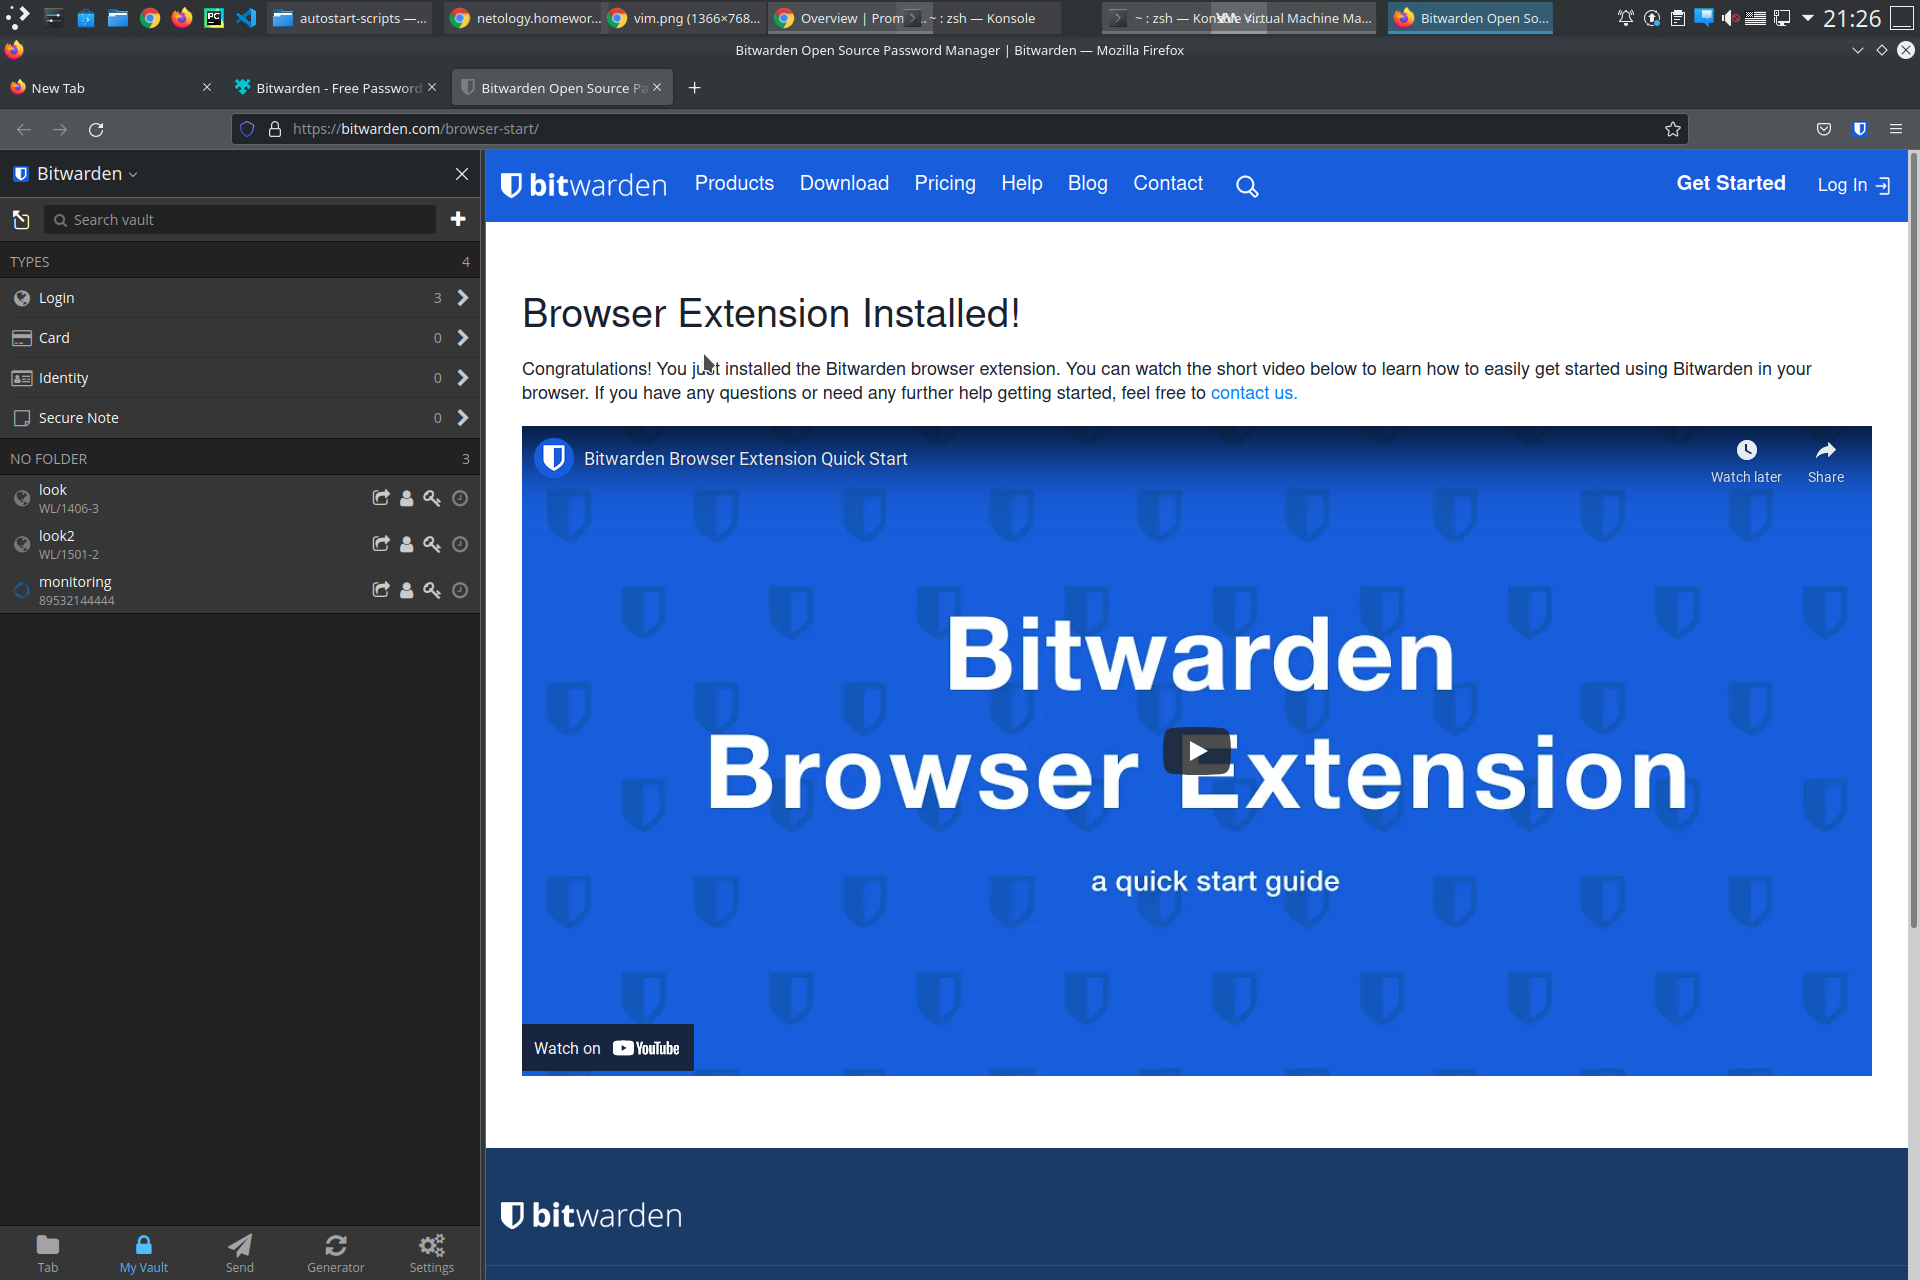 autostart-scripts —...
netology.homewor...
vim.png (1366×768...
Overview | Prom
~ : zsh — Konsole
~ : zsh — Kon
Virtual Machine Ma...
Bitwarden Open So...
21:26
Bitwarden Open Source Password Manager | Bitwarden — Mozilla Firefox
New Tab
Bitwarden - Free Password
Bitwarden Open Source Pa
https://bitwarden.com/browser-start/
Bitwarden
Search vault
TYPES 4
Login 3
Card 0
Identity 0
Secure Note 0
NO FOLDER 3
look
WL/1406-3
look2
WL/1501-2
monitoring
89532144444
Tab
My Vault
Send
Generator
Settings
bitwarden
Products
Download
Pricing
Help
Blog
Contact
Get Started
Log In
Browser Extension Installed!
Congratulations! You just installed the Bitwarden browser extension. You can watch the short video below to learn how to easily get started using Bitwarden in your
browser. If you have any questions or need any further help getting started, feel free to contact us.
Bitwarden Browser Extension Quick Start
Watch later
Share
Bitwarden
Browser Extension
a quick start guide
Watch on YouTube
bitwarden